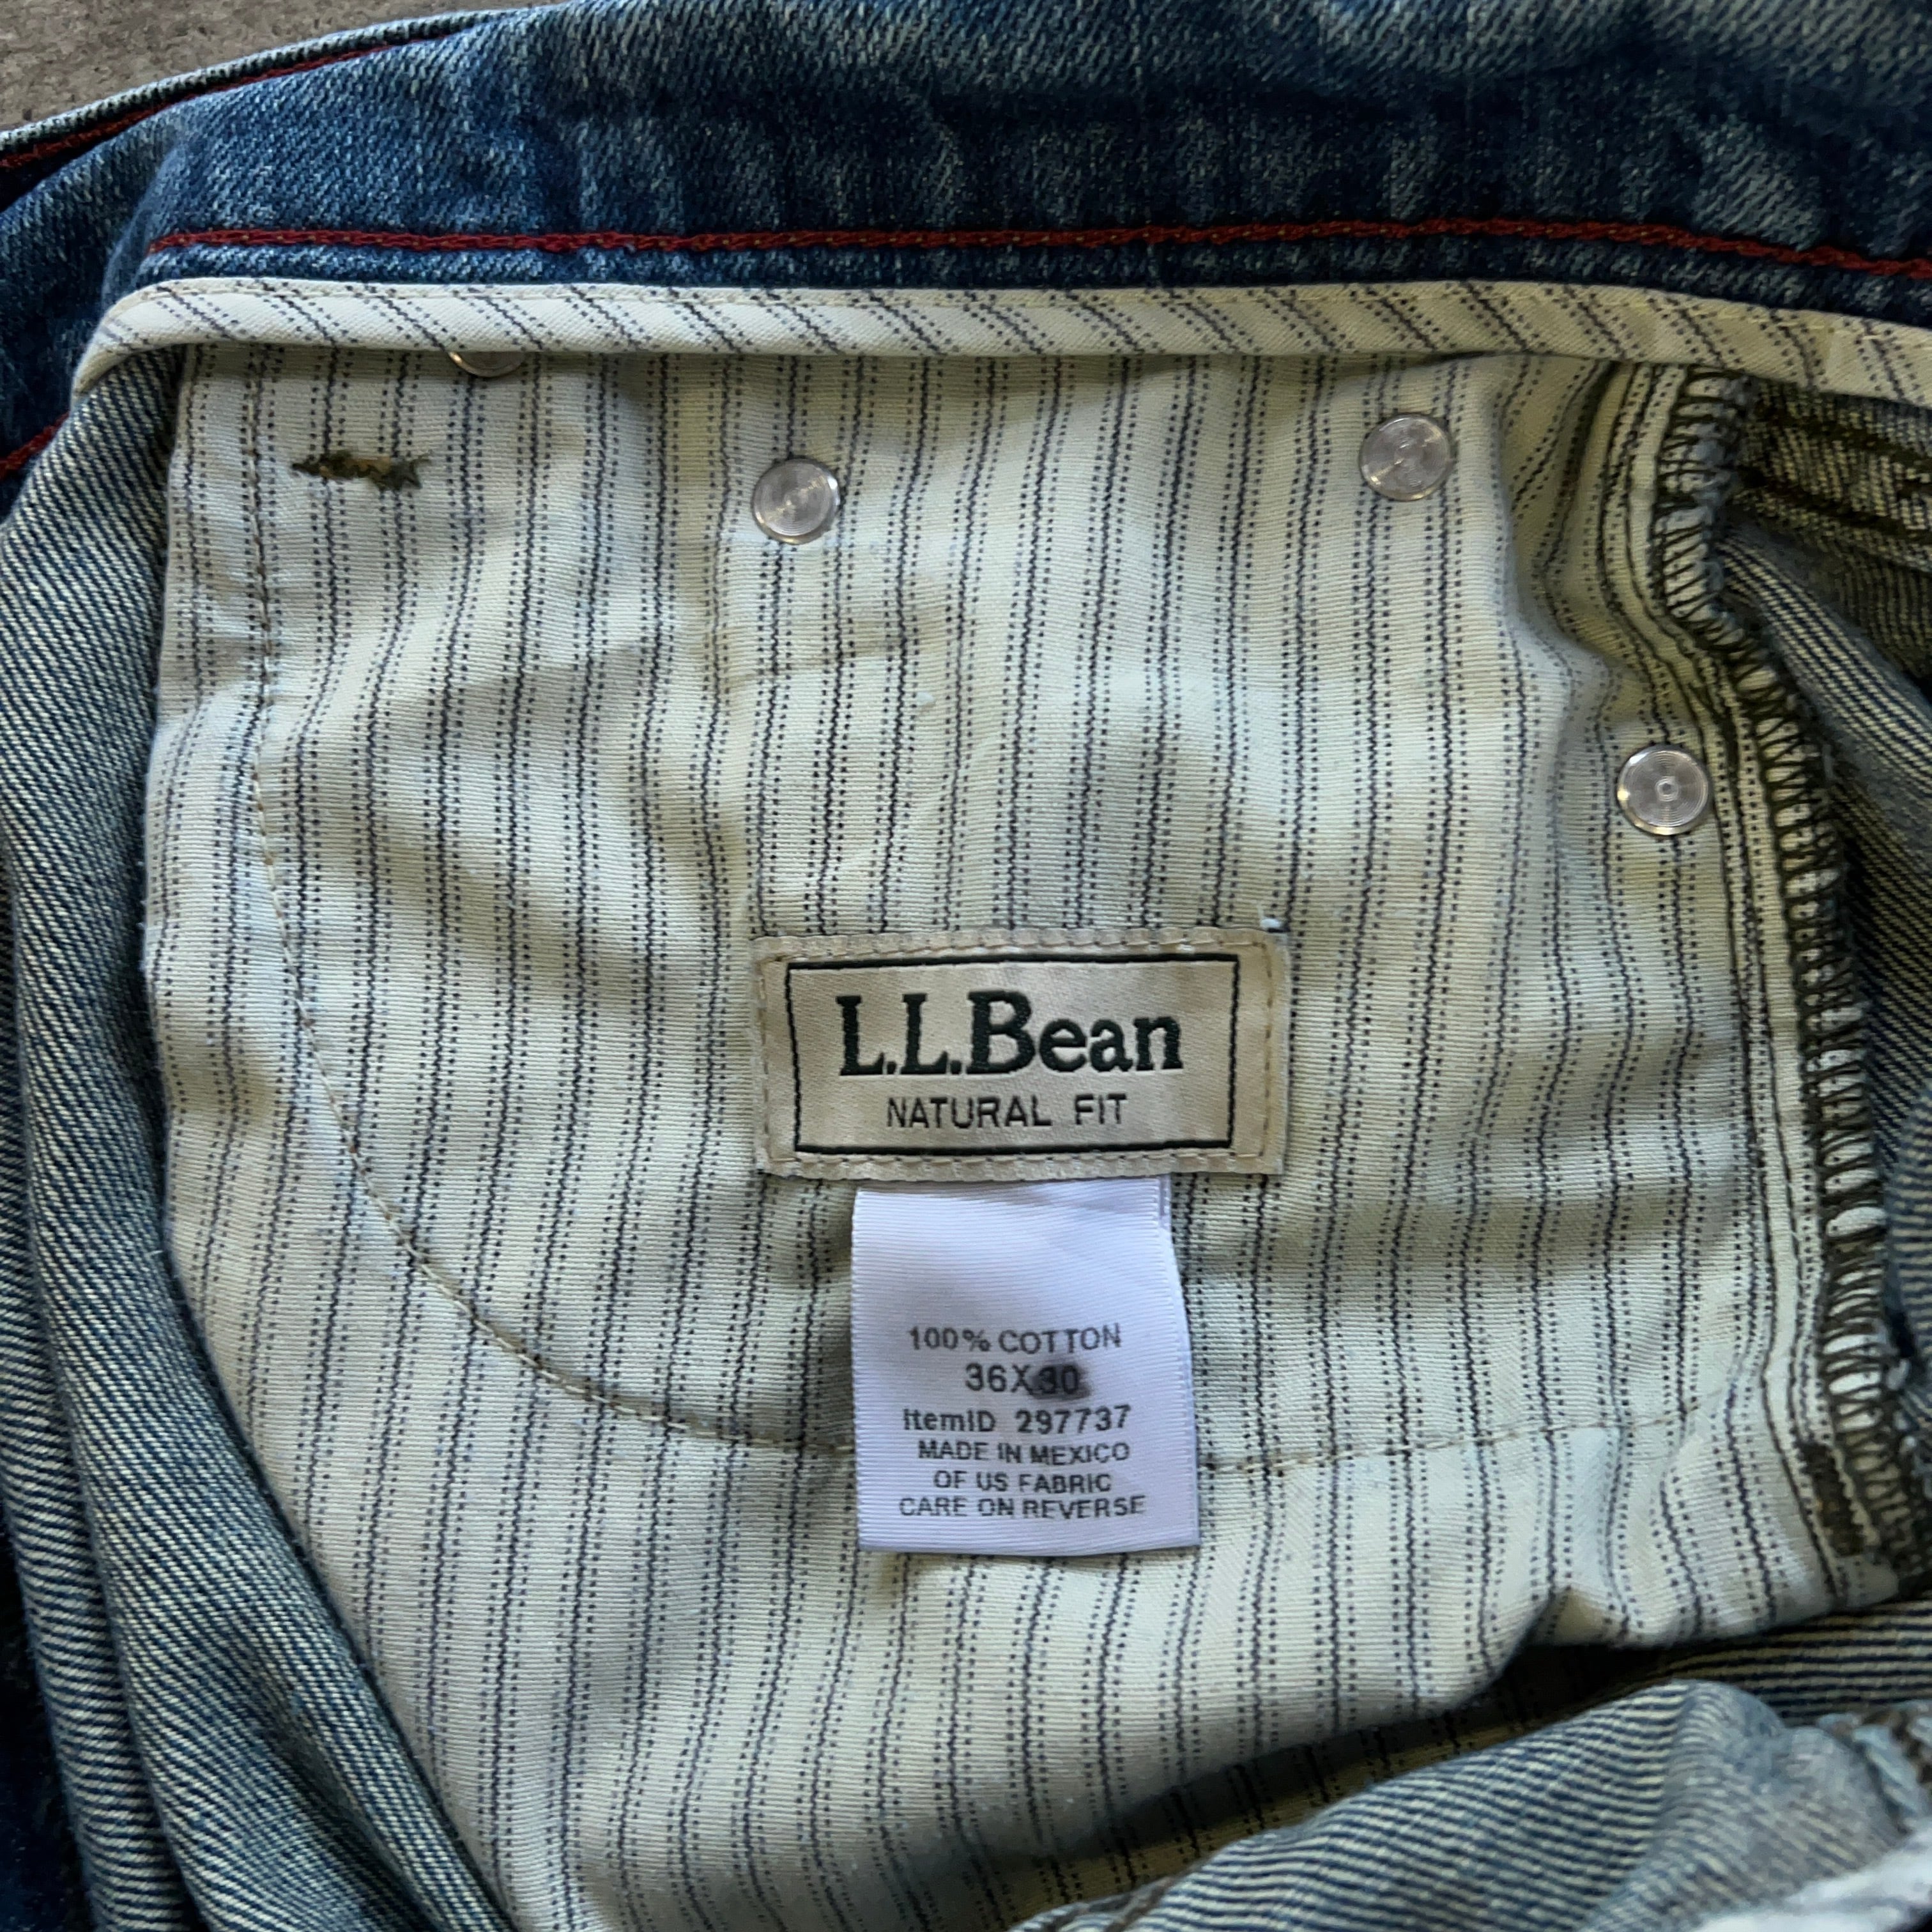 L.L.Bean
NATURAL FIT
100% COTTON
36X30
ItemID 297737
MADE IN MEXICO
OF US FABRIC
CARE ON REVERSE